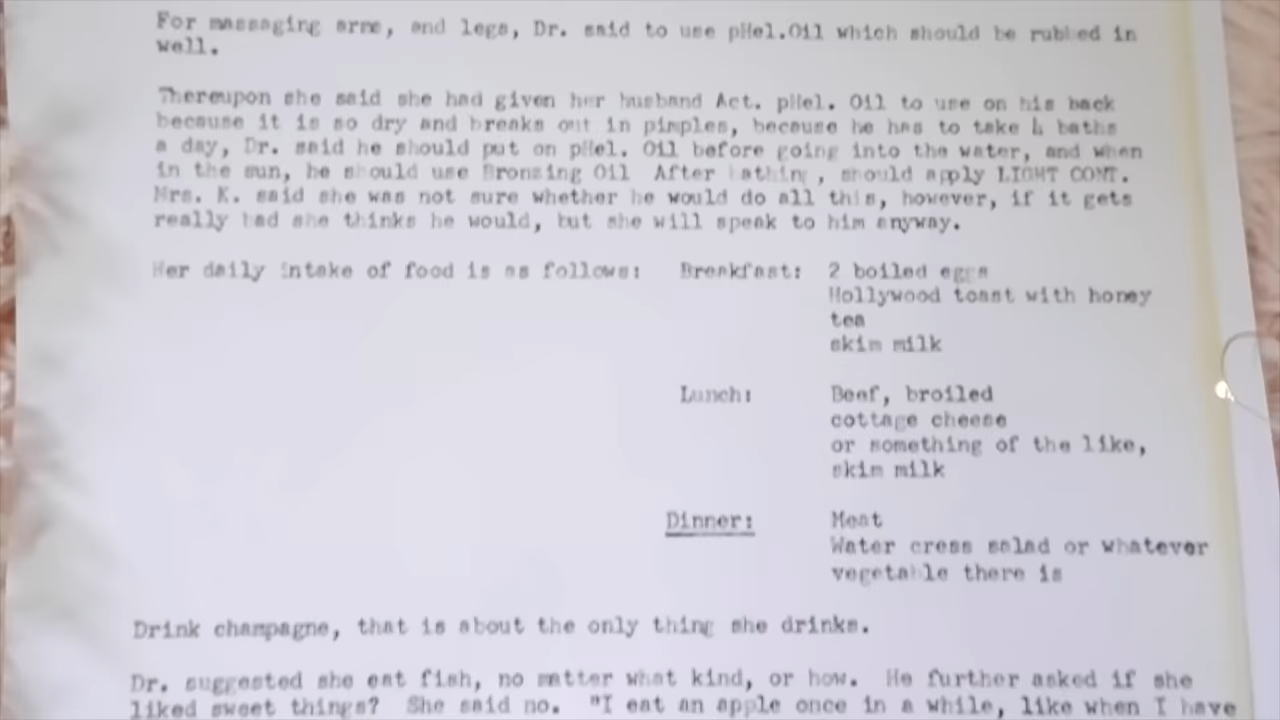 For massaging arms, and legs, Dr. said to use pHel.Oil which should be rubbed in
well.
Thereupon she said she had given her husband Act. pHel. Oil to use on his back
because it is so dry and breaks out in pimples, because he has to take 4 baths
a day, Dr. said he should put on pHel. Oil before going into the water, and when
in the sun, he should use Bronzing Oil After bathing, should apply LIGHT CONT.
Mrs. K. said she was not sure whether he would do all this, however, if it gets
really bad she thinks he would, but she will speak to him anyway.
Her daily intake of food is as follows: Breakfast: 2 boiled eggs
Hollywood toast with honey
tea
skim milk
Lunch: Beef, broiled
cottage cheese
or something of the like,
skim milk
Dinner: Meat
Water cress salad or whatever
vegetable there is
Drink champagne, that is about the only thing she drinks.
Dr. suggested she eat fish, no matter what kind, or how. He further asked if she
liked sweet things? She said no. "I eat an apple once in a while, like when I have